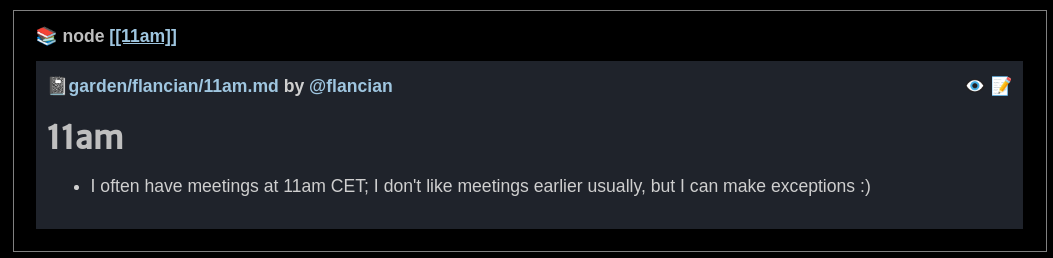 📚 node [[11am]]
📓garden/flancian/11am.md by @flancian
11am
• I often have meetings at 11am CET; I don't like meetings earlier usually, but I can make exceptions :)